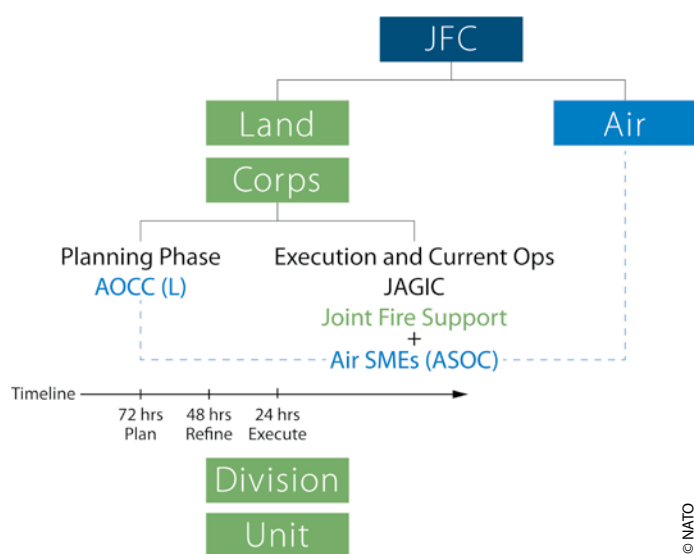 JFC
Land
Air
Corps
Planning Phase
AOCC (L)
Execution and Current Ops
JAGIC
Joint Fire Support
+
Air SMEs (ASOC)
Timeline
72 hrs
Plan
48 hrs
Refine
24 hrs
Execute
Division
Unit
© NATO